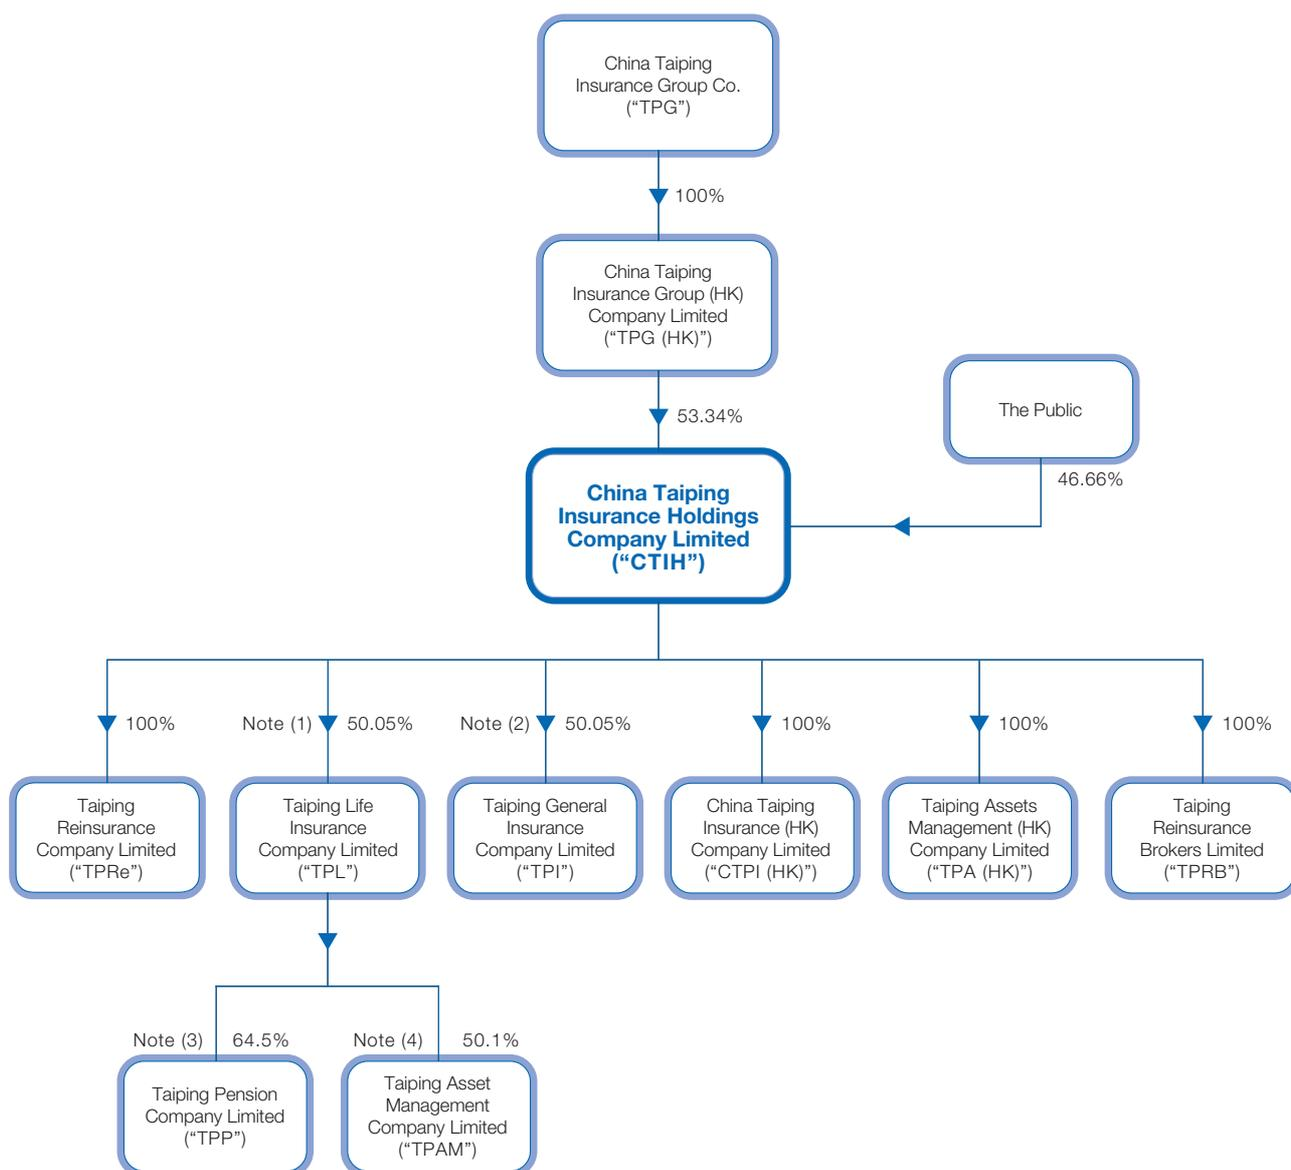 China Taiping
Insurance Group Co.
(“TPG”)
100%
China Taiping
Insurance Group (HK)
Company Limited
(“TPG (HK)”)
53.34%
The Public
46.66%
China Taiping
Insurance Holdings
Company Limited
(“CTIH”)
100%
Note (1) 50.05%
Note (2) 50.05%
100%
100%
100%
Taiping
Reinsurance
Company Limited
(“TPRe”)
Taiping Life
Insurance
Company Limited
(“TPL”)
Taiping General
Insurance
Company Limited
(“TPI”)
China Taiping
Insurance (HK)
Company Limited
(“CTPI (HK)”)
Taiping Assets
Management (HK)
Company Limited
(“TPA (HK)”)
Taiping
Reinsurance
Brokers Limited
(“TPRB”)
Note (3) 64.5%
Note (4) 50.1%
Taiping Pension
Company Limited
(“TPP”)
Taiping Asset
Management
Company Limited
(“TPAM”)